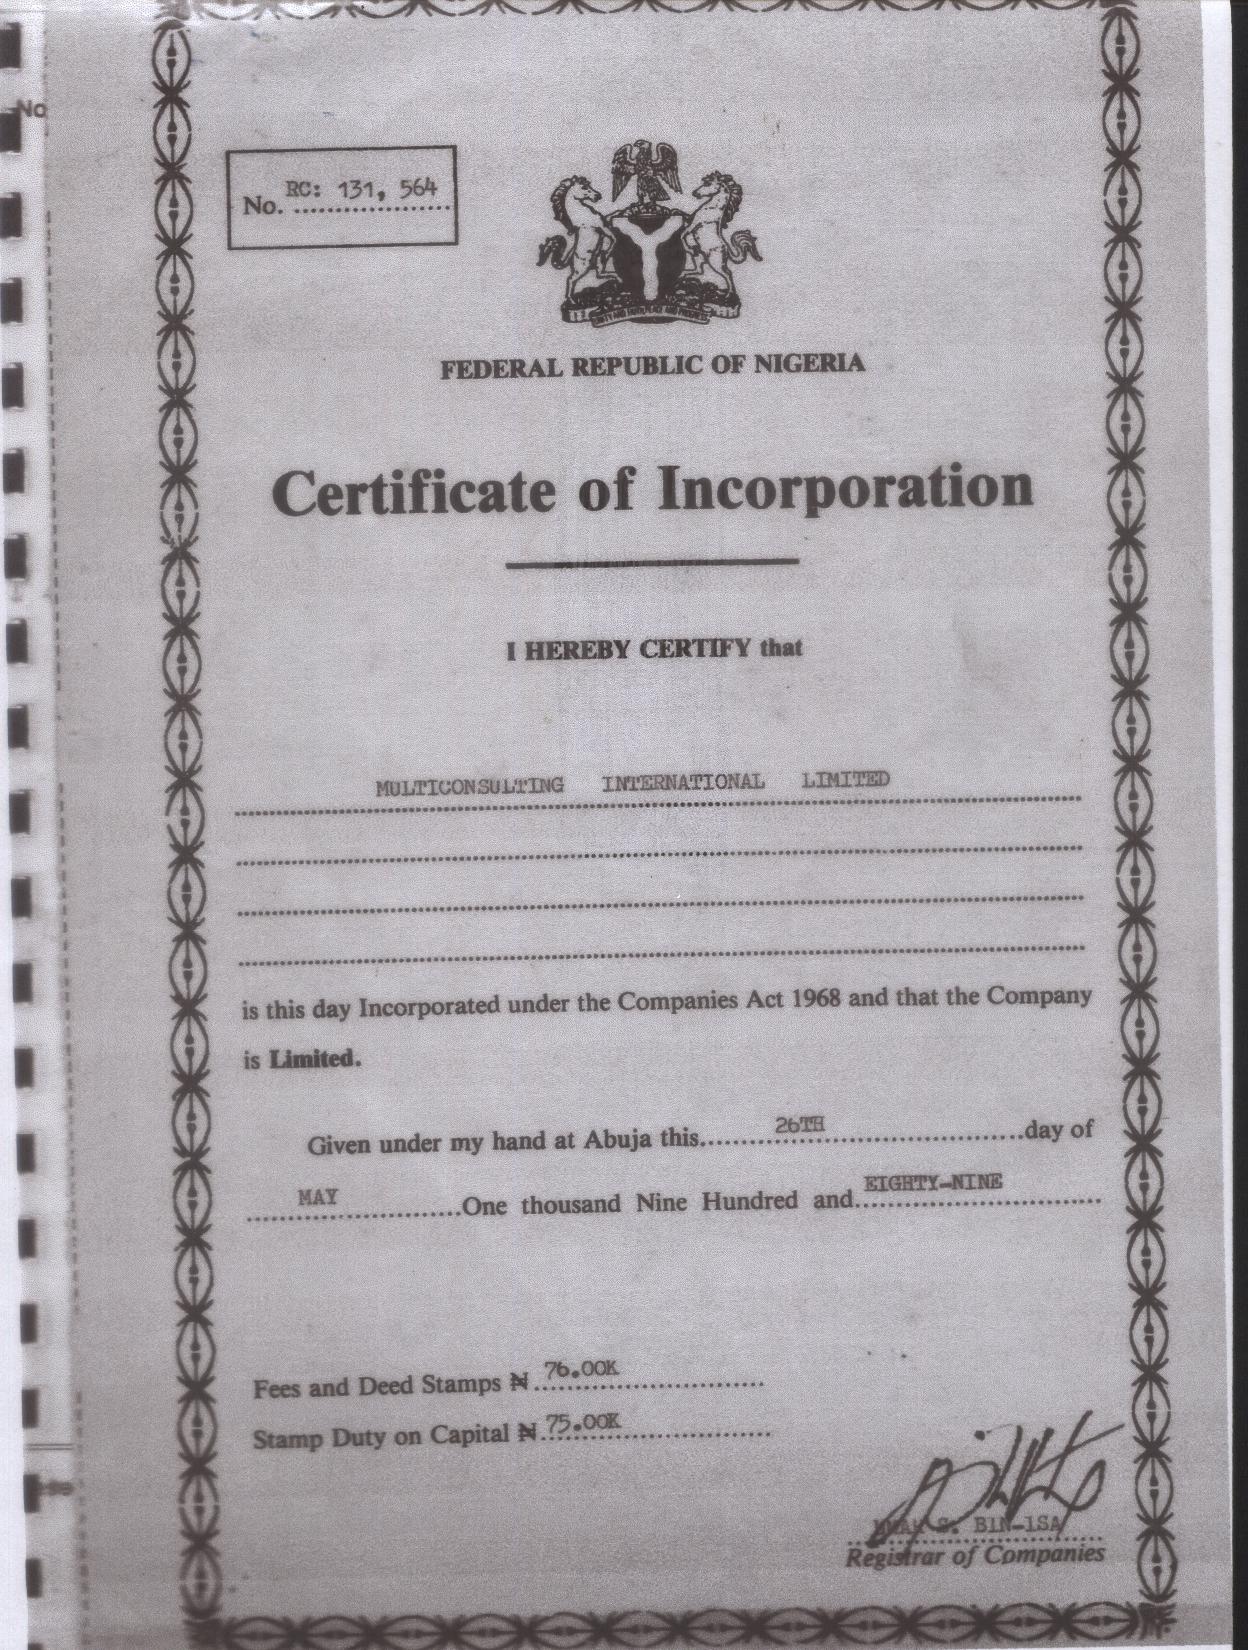 No
RC: 131, 564
No. ....................
FEDERAL REPUBLIC OF NIGERIA
Certificate of Incorporation
I HEREBY CERTIFY that
MULTICONSULTING INTERNATIONAL LIMITED
is this day Incorporated under the Companies Act 1968 and that the Company
is Limited.
Given under my hand at Abuja this......26TH......day of
MAY......One thousand Nine Hundred and......EIGHTY-NINE
Fees and Deed Stamps ₦ 76.00K
Stamp Duty on Capital ₦ 75.00K
S. BIN-ISA
Registrar of Companies